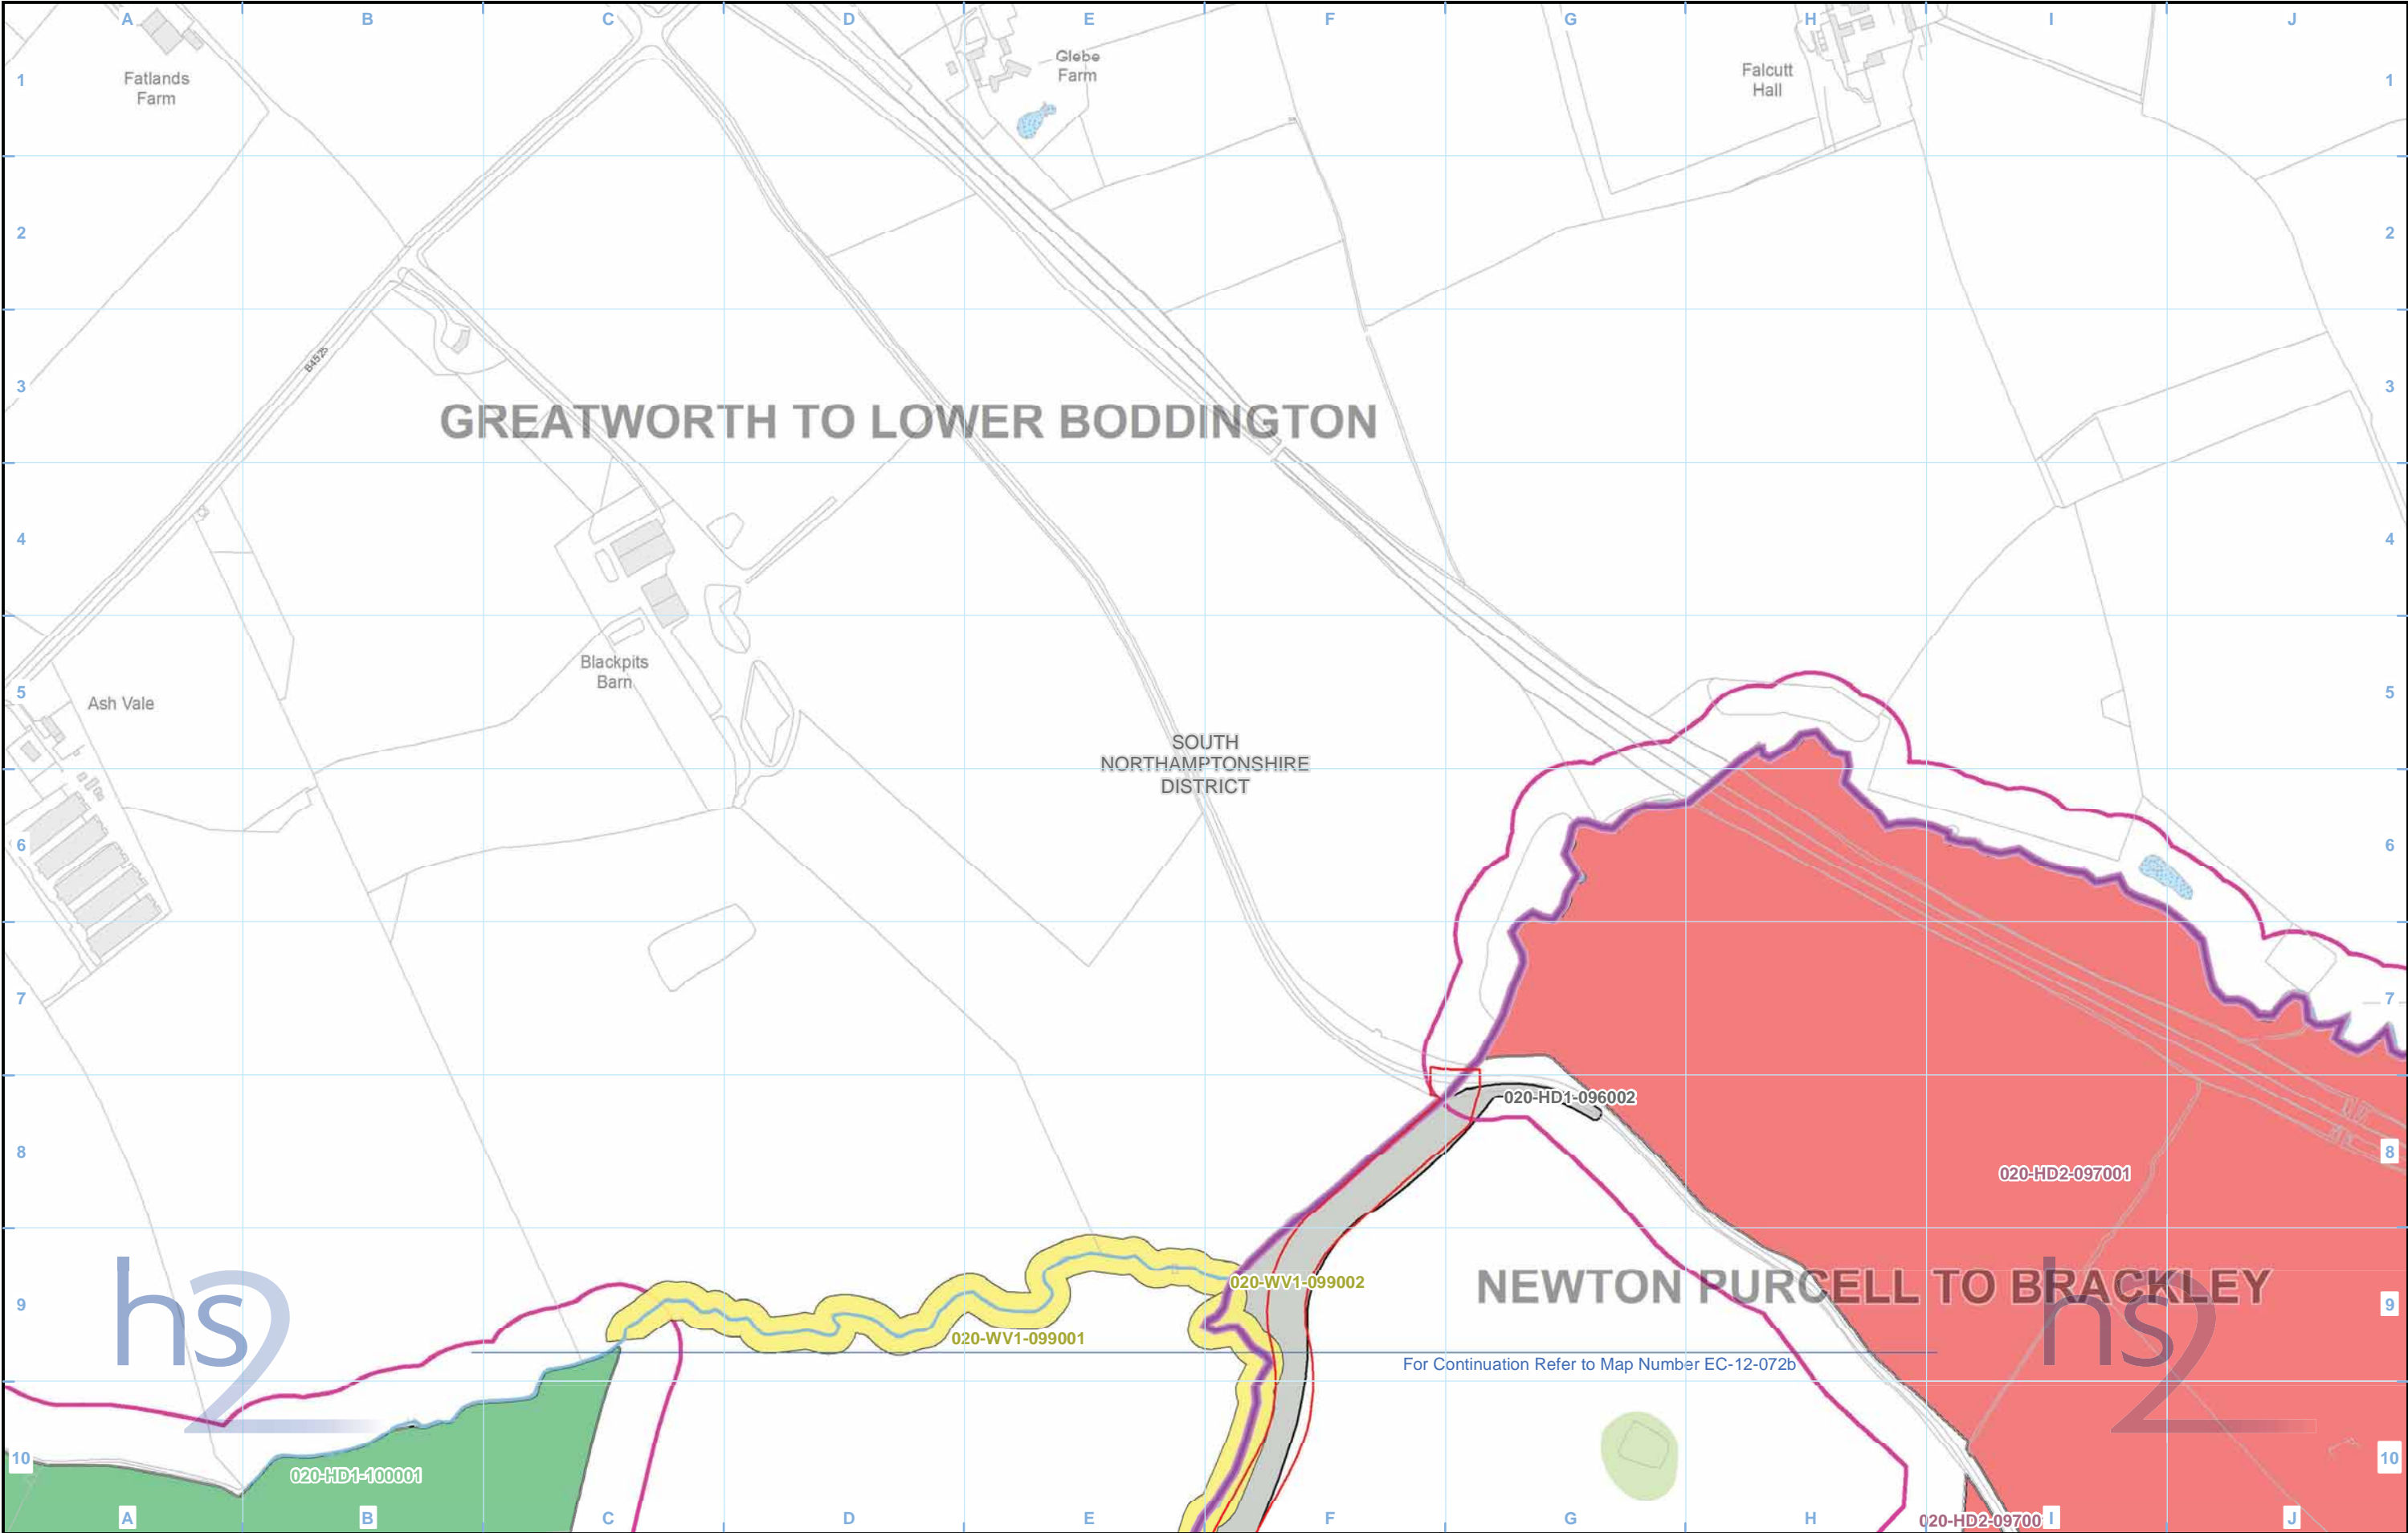 A B C D E F G H I J
1 1
Fatlands
Farm
Glebe
Farm
Falcutt
Hall
2 2
B4525
3 3
GREATWORTH TO LOWER BODDINGTON
4 4
Blackpits
Barn
5 5
Ash Vale
SOUTH
NORTHAMPTONSHIRE
DISTRICT
6 6
7 7
020-HD1-096002
8 8
020-HD2-097001
020-WV1-099002
NEWTON PURCELL TO BRACKLEY
hs2
hs2
9 9
020-WV1-099001
For Continuation Refer to Map Number EC-12-072b
10 10
020-HD1-100001
020-HD2-09700
A B C D E F G H I J